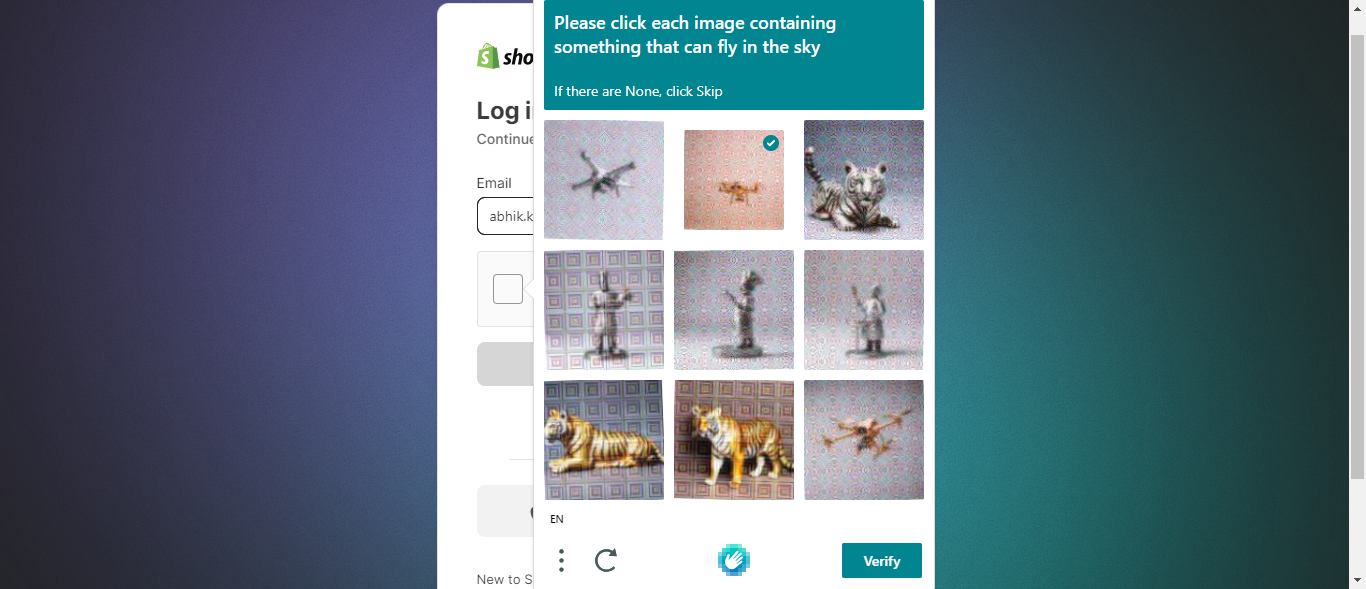 Please click each image containing
something that can fly in the sky
If there are None, click Skip
sho
Log i
Continue
Email
abhik.k
New to S
EN
Verify